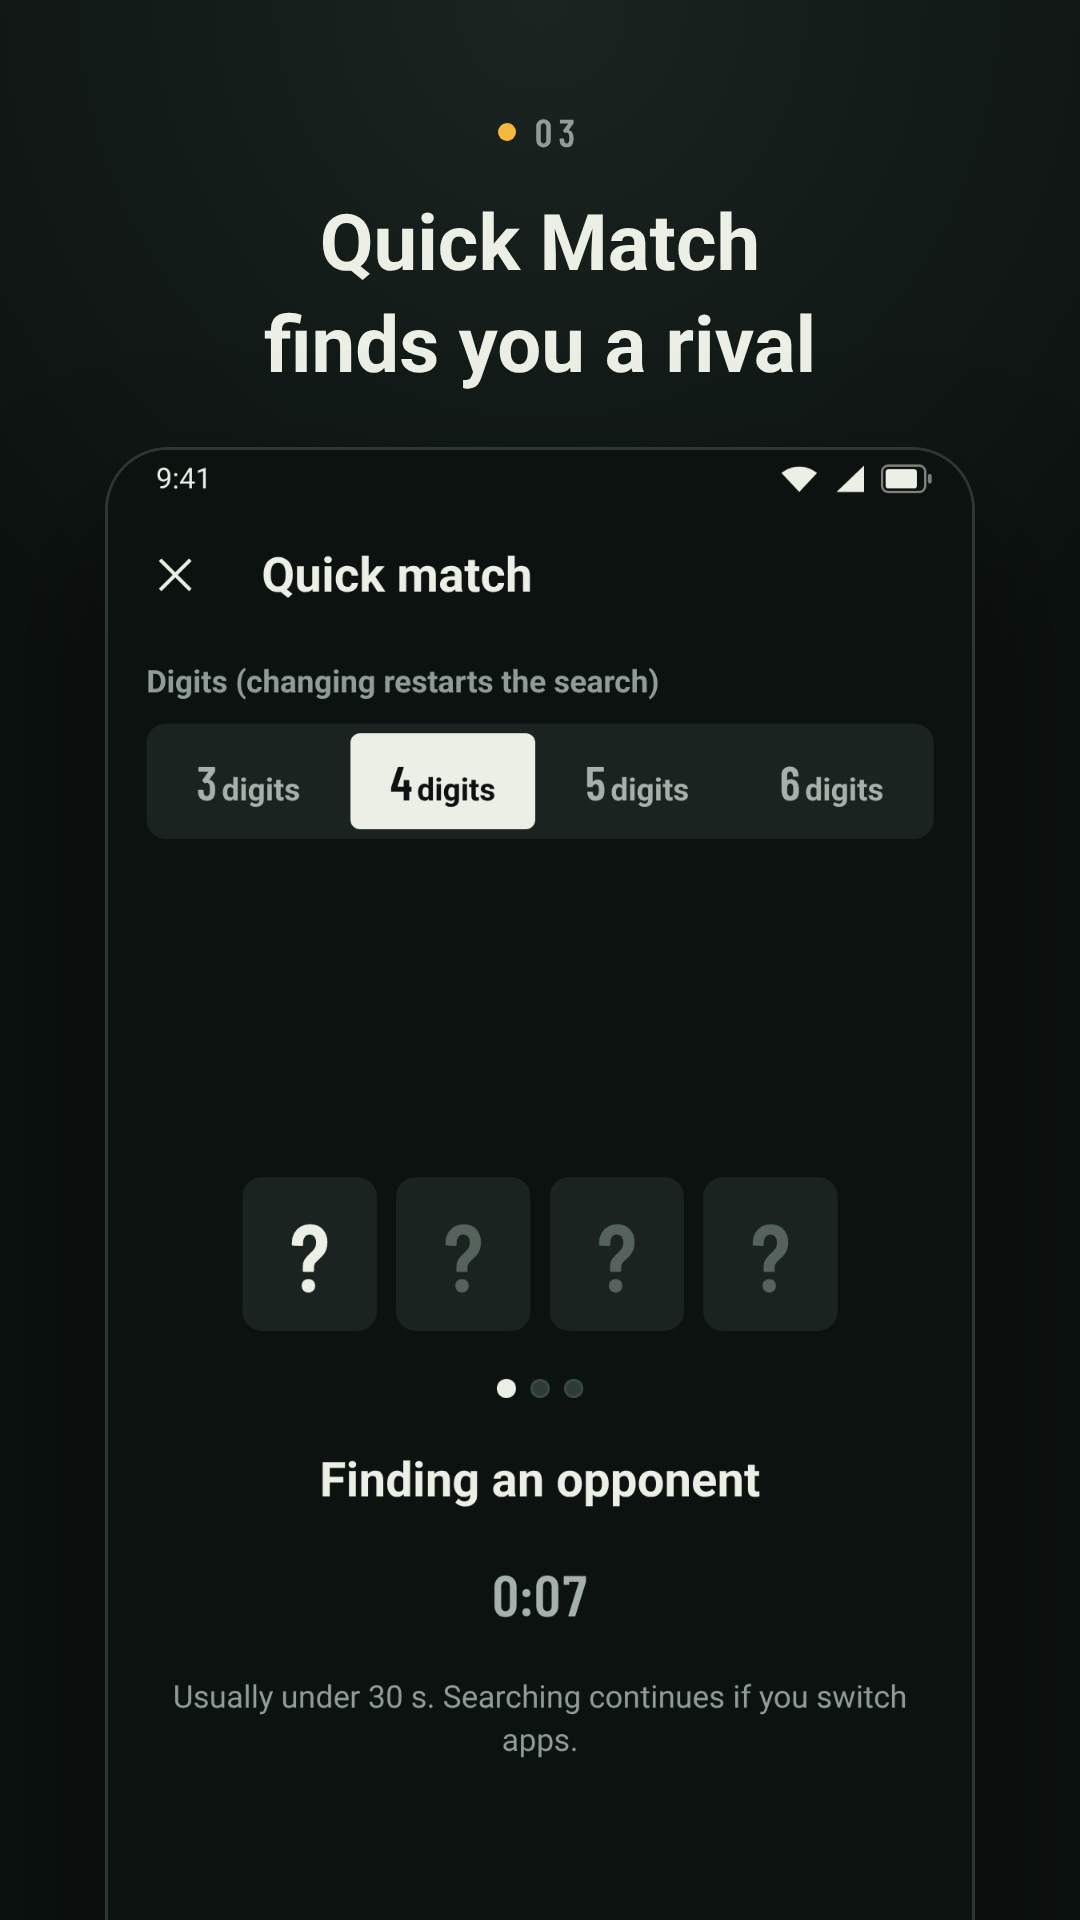 03
Quick Match
finds you a rival
9:41
Quick match
Digits (changing restarts the search)
3 digits 4 digits 5 digits 6 digits
? ? ? ?
Finding an opponent
0:07
Usually under 30 s. Searching continues if you switch
apps.